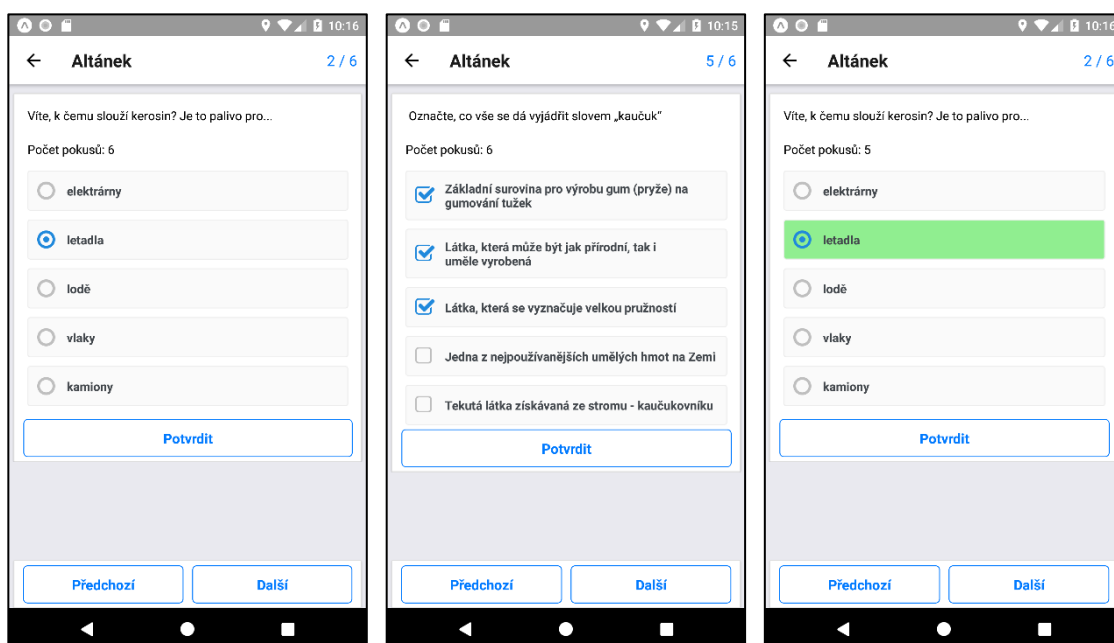 10:16
Altánek
2 / 6
Víte, k čemu slouží kerosin? Je to palivo pro...
Počet pokusů: 6
elektrárny
letadla
lodě
vlaky
kamiony
Potvrdit
Předchozí
Další
10:15
Altánek
5 / 6
Označte, co vše se dá vyjádřit slovem „kaučuk“
Počet pokusů: 6
Základní surovina pro výrobu gum (pryže) na
gumování tužek
Látka, která může být jak přírodní, tak i
uměle vyrobená
Látka, která se vyznačuje velkou pružností
Jedna z nejpoužívanějších umělých hmot na Zemi
Tekutá látka získávaná ze stromu - kaučukovníku
Potvrdit
Předchozí
Další
10:16
Altánek
2 / 6
Víte, k čemu slouží kerosin? Je to palivo pro...
Počet pokusů: 5
elektrárny
letadla
lodě
vlaky
kamiony
Potvrdit
Předchozí
Další